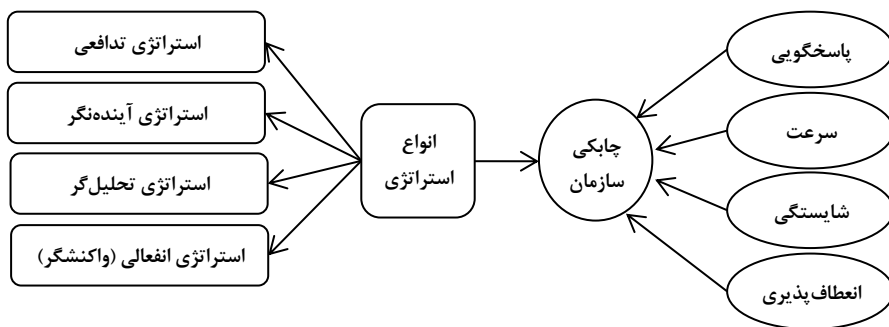 پاسخگویی
سرعت
شایستگی
انعطاف‌پذیری
چابکی
سازمان
انواع
استراتژی
استراتژی تدافعی
استراتژی آینده‌نگر
استراتژی تحلیل‌گر
استراتژی انفعالی (واکنشگر)